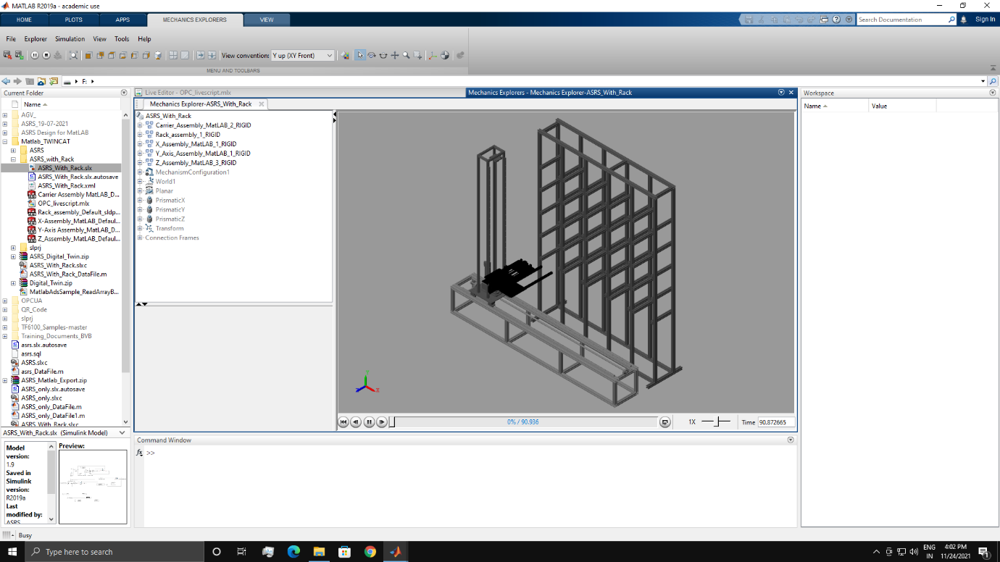 MATLAB R2019a - academic use
HOME PLOTS APPS MECHANICS EXPLORERS VIEW
Search Documentation
Sign In
File Explorer Simulation View Tools Help
View convention: Y up (XY Front)
MENU AND TOOLBARS
F:
Current Folder
Name
AGV_
ASRS_19-07-2021
ASRS Design for MatLAB
Matlab_TWINCAT
ASRS
ASRS_with_Rack
ASRS_With_Rack.slx
ASRS_With_Rack.slx.autosave
ASRS_With_Rack.xml
Carrier Assembly MatLAB_D...
OPC_livescript.mlx
Rack_assembly_Default_sldp...
X-Assembly_MatLAB_Defaul...
Y-Axis Assembly_MatLAB_D...
Z_Assembly_MatLAB_Defaul...
slprj
ASRS_Digital_Twin.zip
ASRS_With_Rack.slxc
ASRS_With_Rack_DataFile.m
Digital_Twin.zip
MatlabAdsSample_ReadArrayB...
OPCUA
QR_Code
slprj
TF6100_Samples-master
Training_Documents_BVB
asrs.slx.autosave
asrs.sql
ASRS.slxc
asrs_DataFile.m
ASRS_Matlab_Export.zip
ASRS_only.slx.autosave
ASRS_only.slxc
ASRS_only_DataFile.m
ASRS_only_DataFile1.m
ASRS_With_Rack.slxc
ASRS_With_Rack.slx (Simulink Model)
Model
version:
1.9
Saved in
Simulink
version:
R2019a
Last
modified by:
ASRS
Preview:
Live Editor - OPC_livescript.mlx
Mechanics Explorers - Mechanics Explorer-ASRS_With_Rack
Mechanics Explorer-ASRS_With_Rack
ASRS_With_Rack
Carrier_Assembly_MatLAB_2_RIGID
Rack_assembly_1_RIGID
X_Assembly_MatLAB_1_RIGID
Y_Axis_Assembly_MatLAB_1_RIGID
Z_Assembly_MatLAB_3_RIGID
MechanismConfiguration1
World1
Planar
PrismaticX
PrismaticY
PrismaticZ
Transform
Connection Frames
Y
Z
X
0% / 90.936
1X
Time 90.872665
Command Window
fx >>
Workspace
Name Value
Busy
Type here to search
ENG
IN
4:02 PM
11/24/2021
1